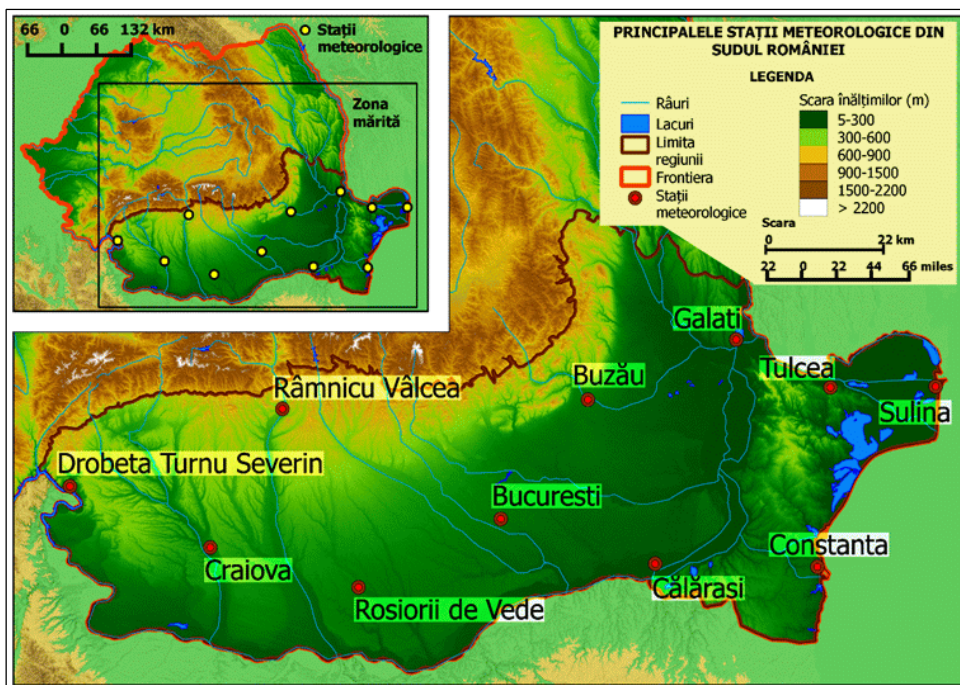 66 0 66 132 km
Stații
meteorologice
Zona
mărită
PRINCIPALELE STAȚII METEOROLOGICE DIN
SUDUL ROMÂNIEI
LEGENDA
Râuri
Lacuri
Limita
regiunii
Frontiera
Stații
meteorologice
Scara înălțimilor (m)
5-300
300-600
600-900
900-1500
1500-2200
> 2200
Scara
0 22 km
22 0 22 44 66 miles
Galati
Tulcea
Sulina
Buzău
Râmnicu Vâlcea
Drobeta Turnu Severin
Bucuresti
Constanta
Craiova
Călărasi
Rosiorii de Vede